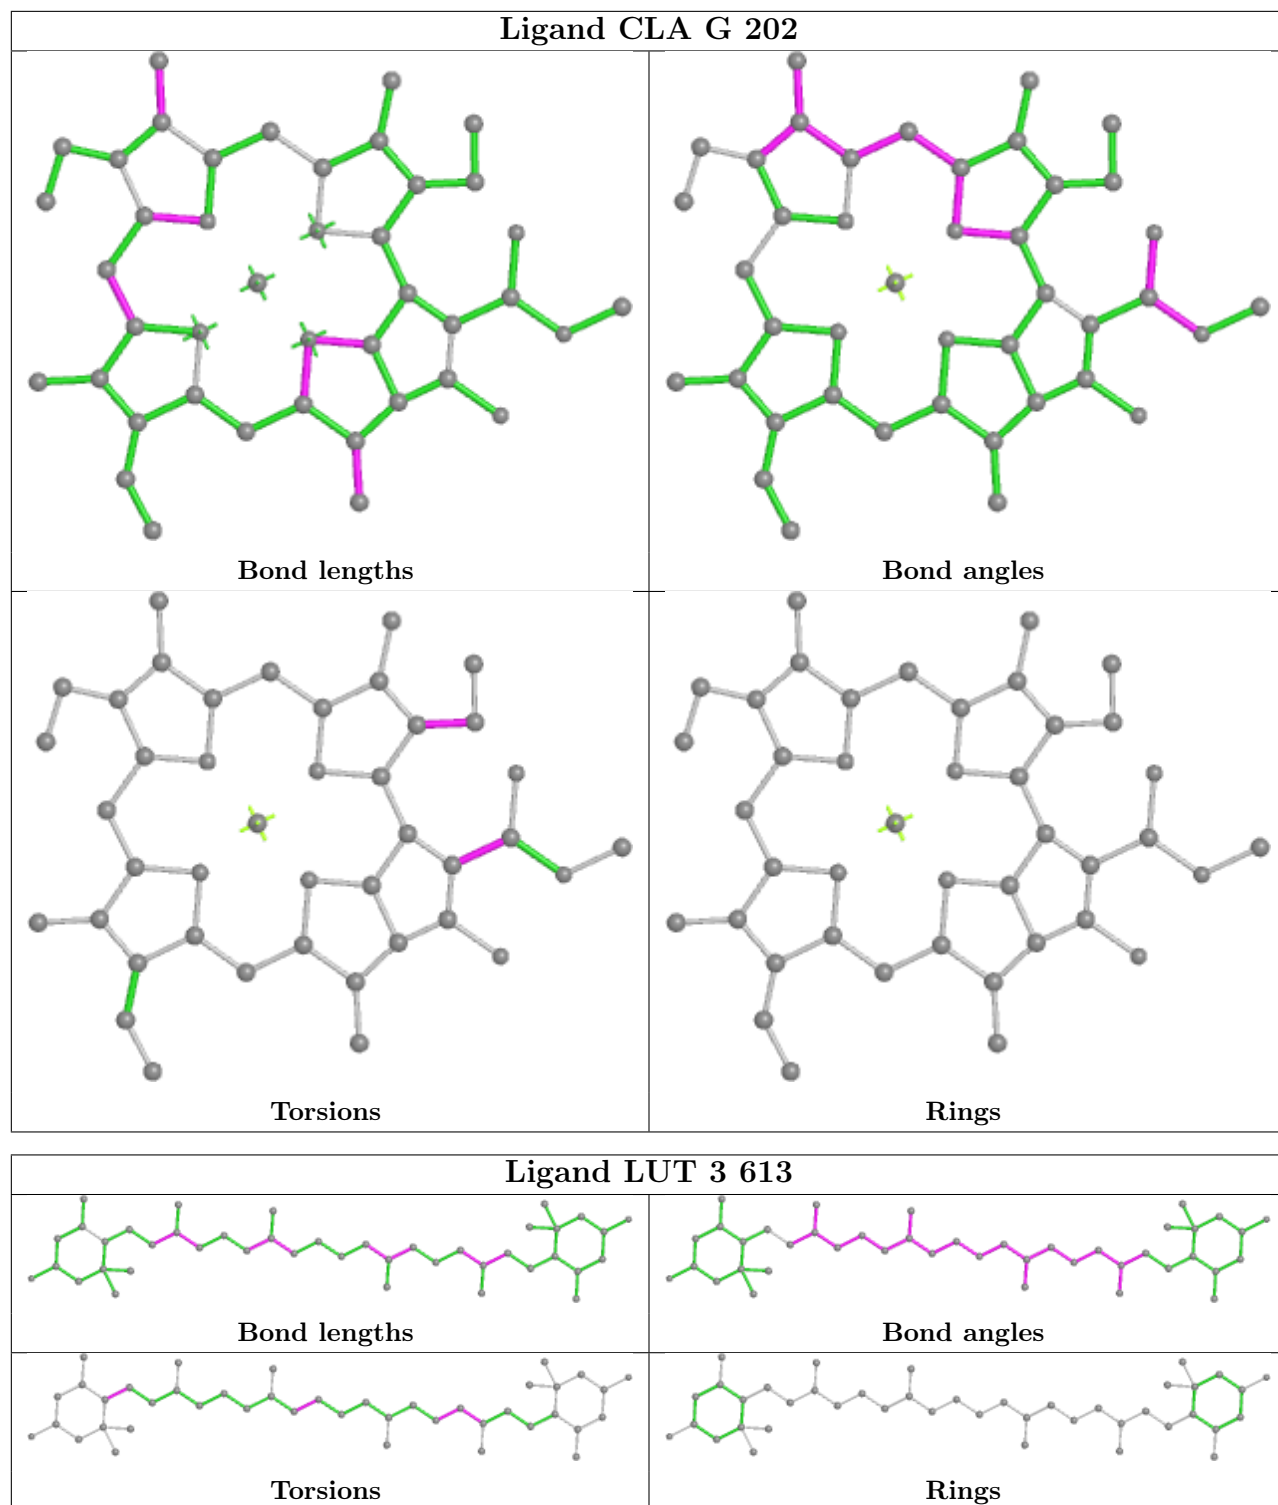 Ligand CLA G 202
Bond lengths
Bond angles
Torsions
Rings
Ligand LUT 3 613
Bond lengths
Bond angles
Torsions
Rings